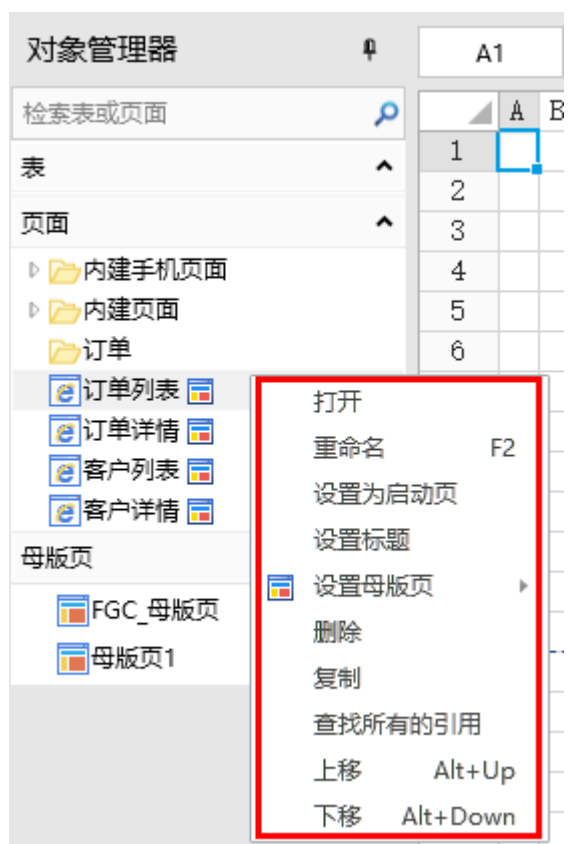 对象管理器
A1
检索表或页面
A B
表
1
2
页面
3
内建手机页面
4
内建页面
5
订单
6
订单列表
订单详情
客户列表
客户详情
母版页
FGC_母版页
母版页1
打开
重命名 F2
设置为启动页
设置标题
设置母版页
删除
复制
查找所有的引用
上移 Alt+Up
下移 Alt+Down